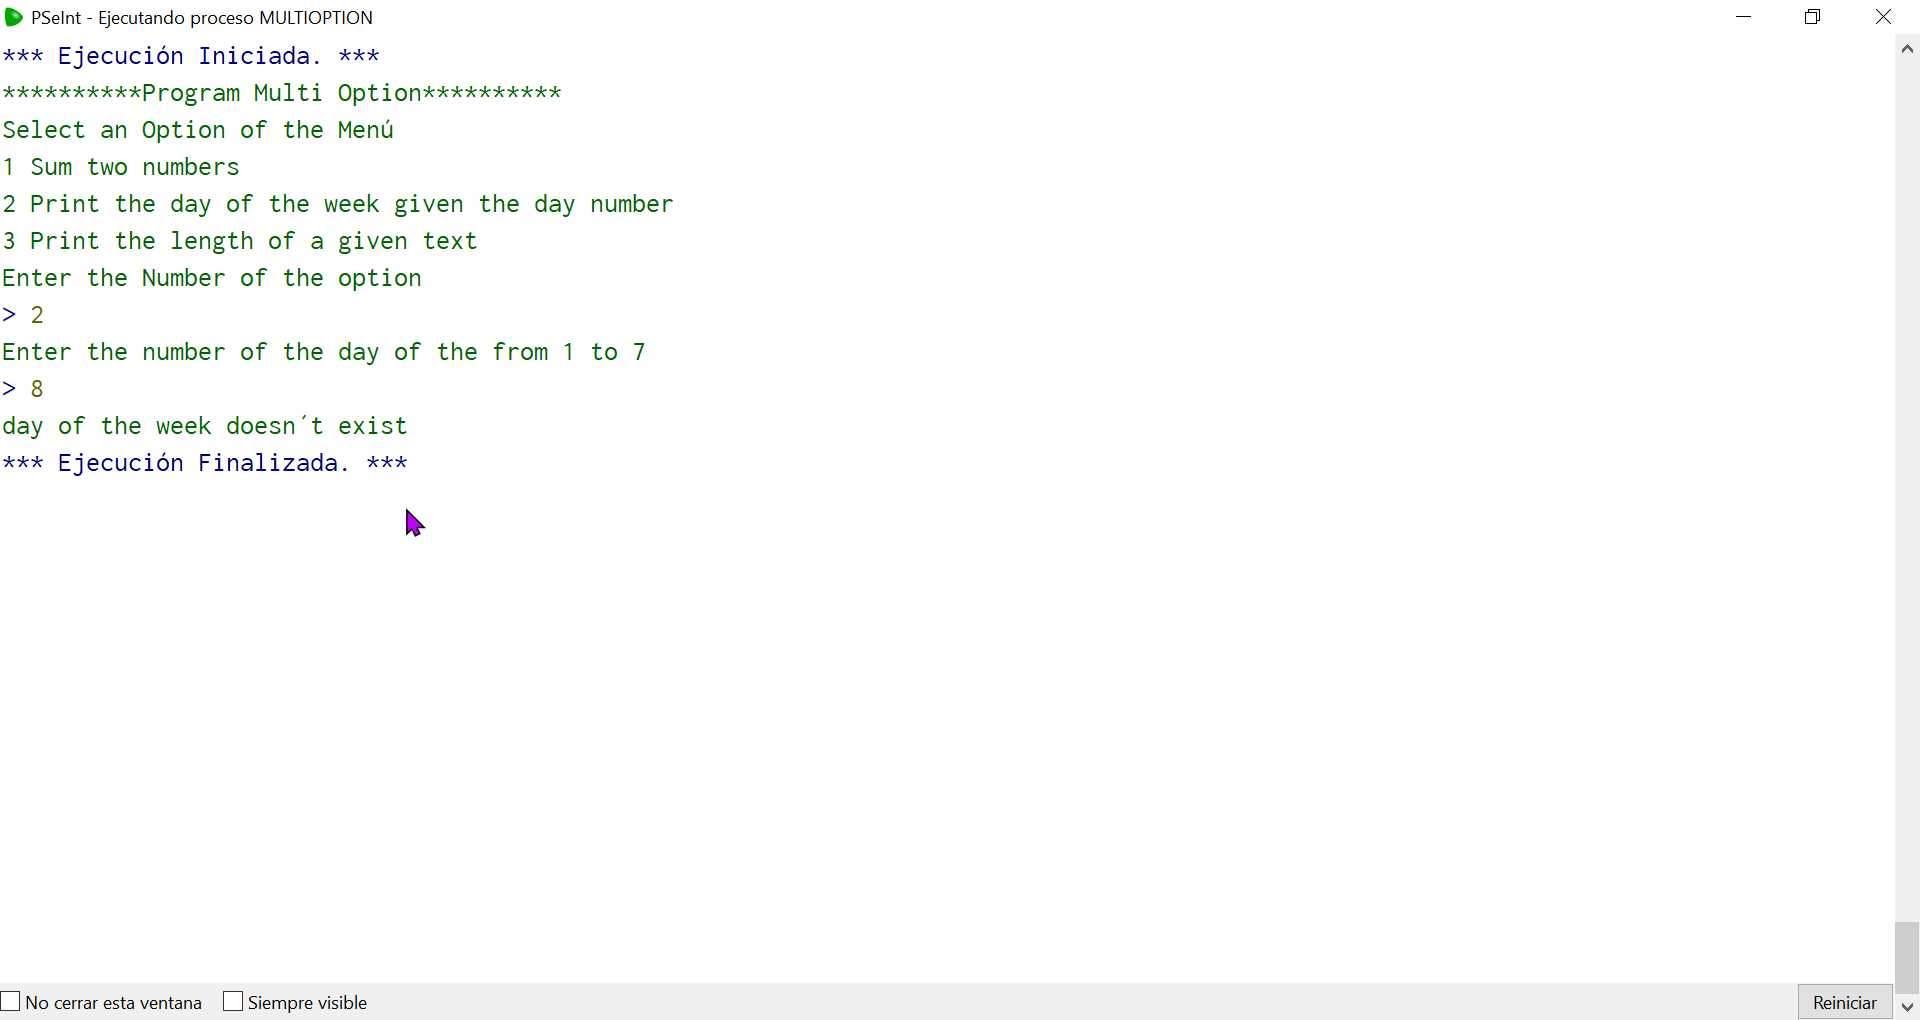 PSeInt - Ejecutando proceso MULTIOPTION
*** Ejecución Iniciada. ***
**********Program Multi Option**********
Select an Option of the Menú
1 Sum two numbers
2 Print the day of the week given the day number
3 Print the length of a given text
Enter the Number of the option
> 2
Enter the number of the day of the from 1 to 7
> 8
day of the week doesn´t exist
*** Ejecución Finalizada. ***
No cerrar esta ventana Siempre visible Reiniciar